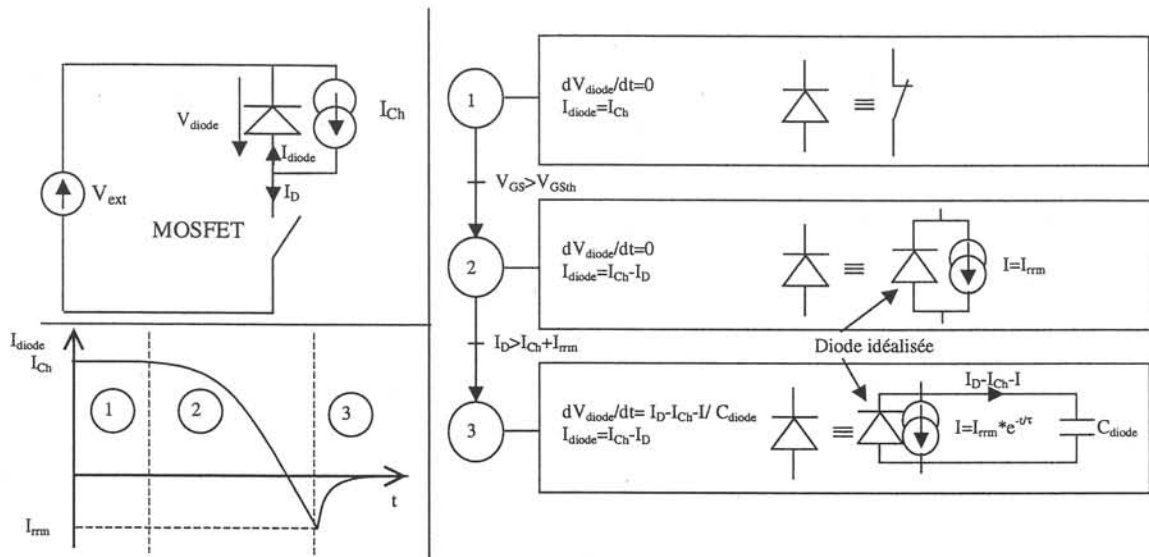 V_diode
I_Ch
I_diode
V_ext
I_D
MOSFET
I_diode
I_Ch
1
2
3
t
I_rrm
1
dV_diode/dt=0
I_diode=I_Ch
≡
V_GS>V_GSth
2
dV_diode/dt=0
I_diode=I_Ch-I_D
≡
I=I_rrm
I_D>I_Ch+I_rrm
Diode idéalisée
3
dV_diode/dt= I_D-I_Ch-I/ C_diode
I_diode=I_Ch-I_D
≡
I_D-I_Ch-I
I=I_rrm*e^-t/τ
C_diode